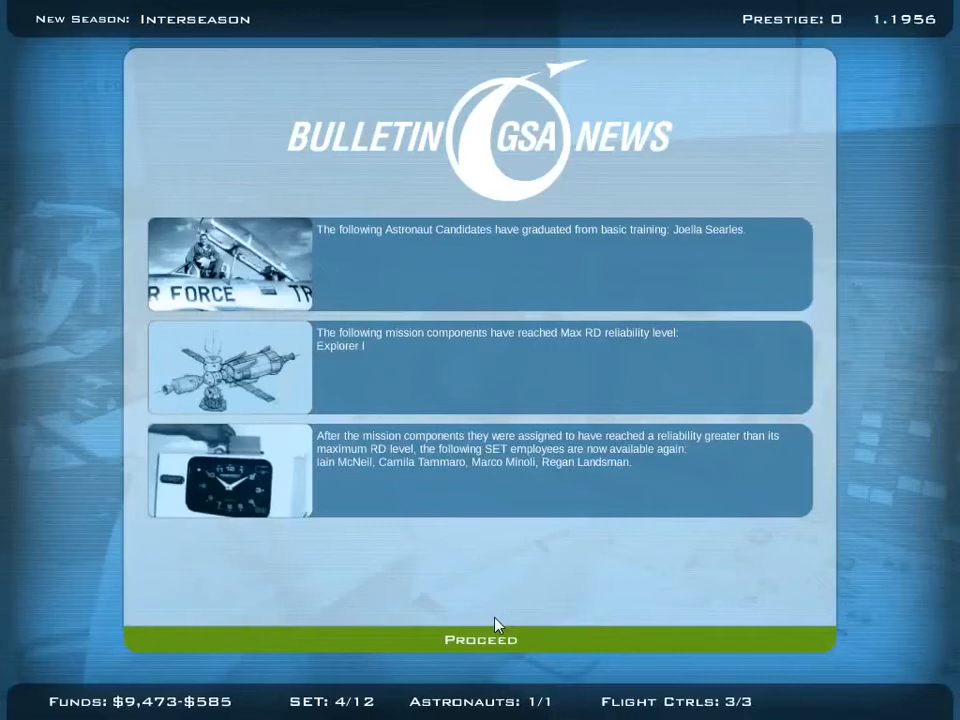 New Season: Interseason
Prestige: 0
1.1956
BULLETIN GSA NEWS
The following Astronaut Candidates have graduated from basic training: Joella Searles.
R FORCE TR
The following mission components have reached Max RD reliability level:
Explorer I
After the mission components they were assigned to have reached a reliability greater than its
maximum RD level, the following SET employees are now available again:
Iain McNeil, Camila Tammaro, Marco Minoli, Regan Landsman.
Proceed
Funds: $9,473-$585
SET: 4/12
Astronauts: 1/1
Flight Ctrls: 3/3